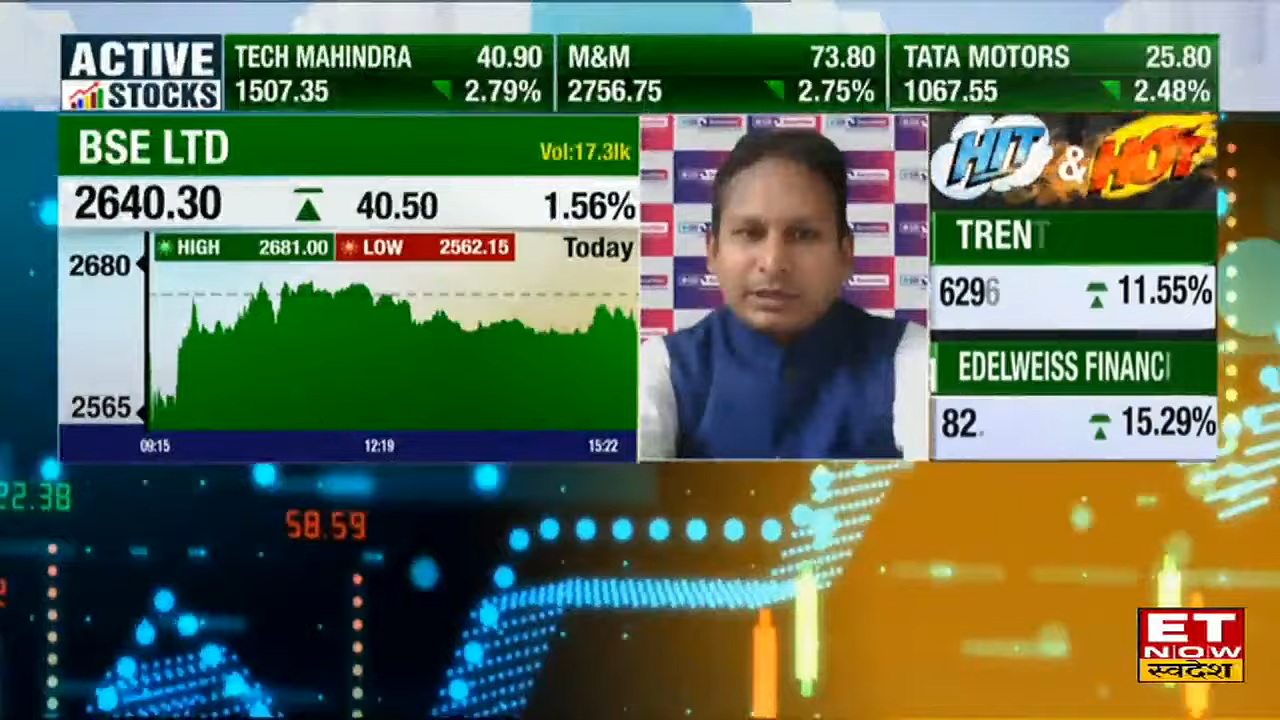 ACTIVE
STOCKS
TECH MAHINDRA 40.90
1507.35 2.79%
M&M 73.80
2756.75 2.75%
TATA MOTORS 25.80
1067.55 2.48%
BSE LTD
Vol:17.3lk
2640.30 40.50 1.56%
HIGH 2681.00 LOW 2562.15 Today
2680
2565
09:15 12:19 15:22
HIT & HOT
TRENT
6296 11.55%
EDELWEISS FINANCI
82. 15.29%
22.38
58.59
ET
NOW
स्वदेश